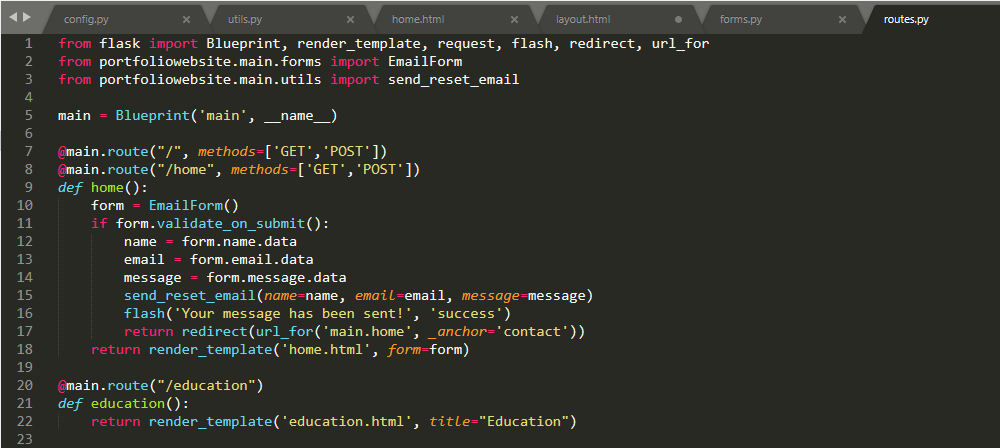 config.py × utils.py × home.html × layout.html forms.py × routes.py
1 from flask import Blueprint, render_template, request, flash, redirect, url_for
2 from portfoliowebsite.main.forms import EmailForm
3 from portfoliowebsite.main.utils import send_reset_email
4
5 main = Blueprint('main', __name__)
6
7 @main.route("/", methods=['GET','POST'])
8 @main.route("/home", methods=['GET','POST'])
9 def home():
10     form = EmailForm()
11     if form.validate_on_submit():
12         name = form.name.data
13         email = form.email.data
14         message = form.message.data
15         send_reset_email(name=name, email=email, message=message)
16         flash('Your message has been sent!', 'success')
17         return redirect(url_for('main.home', _anchor='contact'))
18     return render_template('home.html', form=form)
19
20 @main.route("/education")
21 def education():
22     return render_template('education.html', title="Education")
23